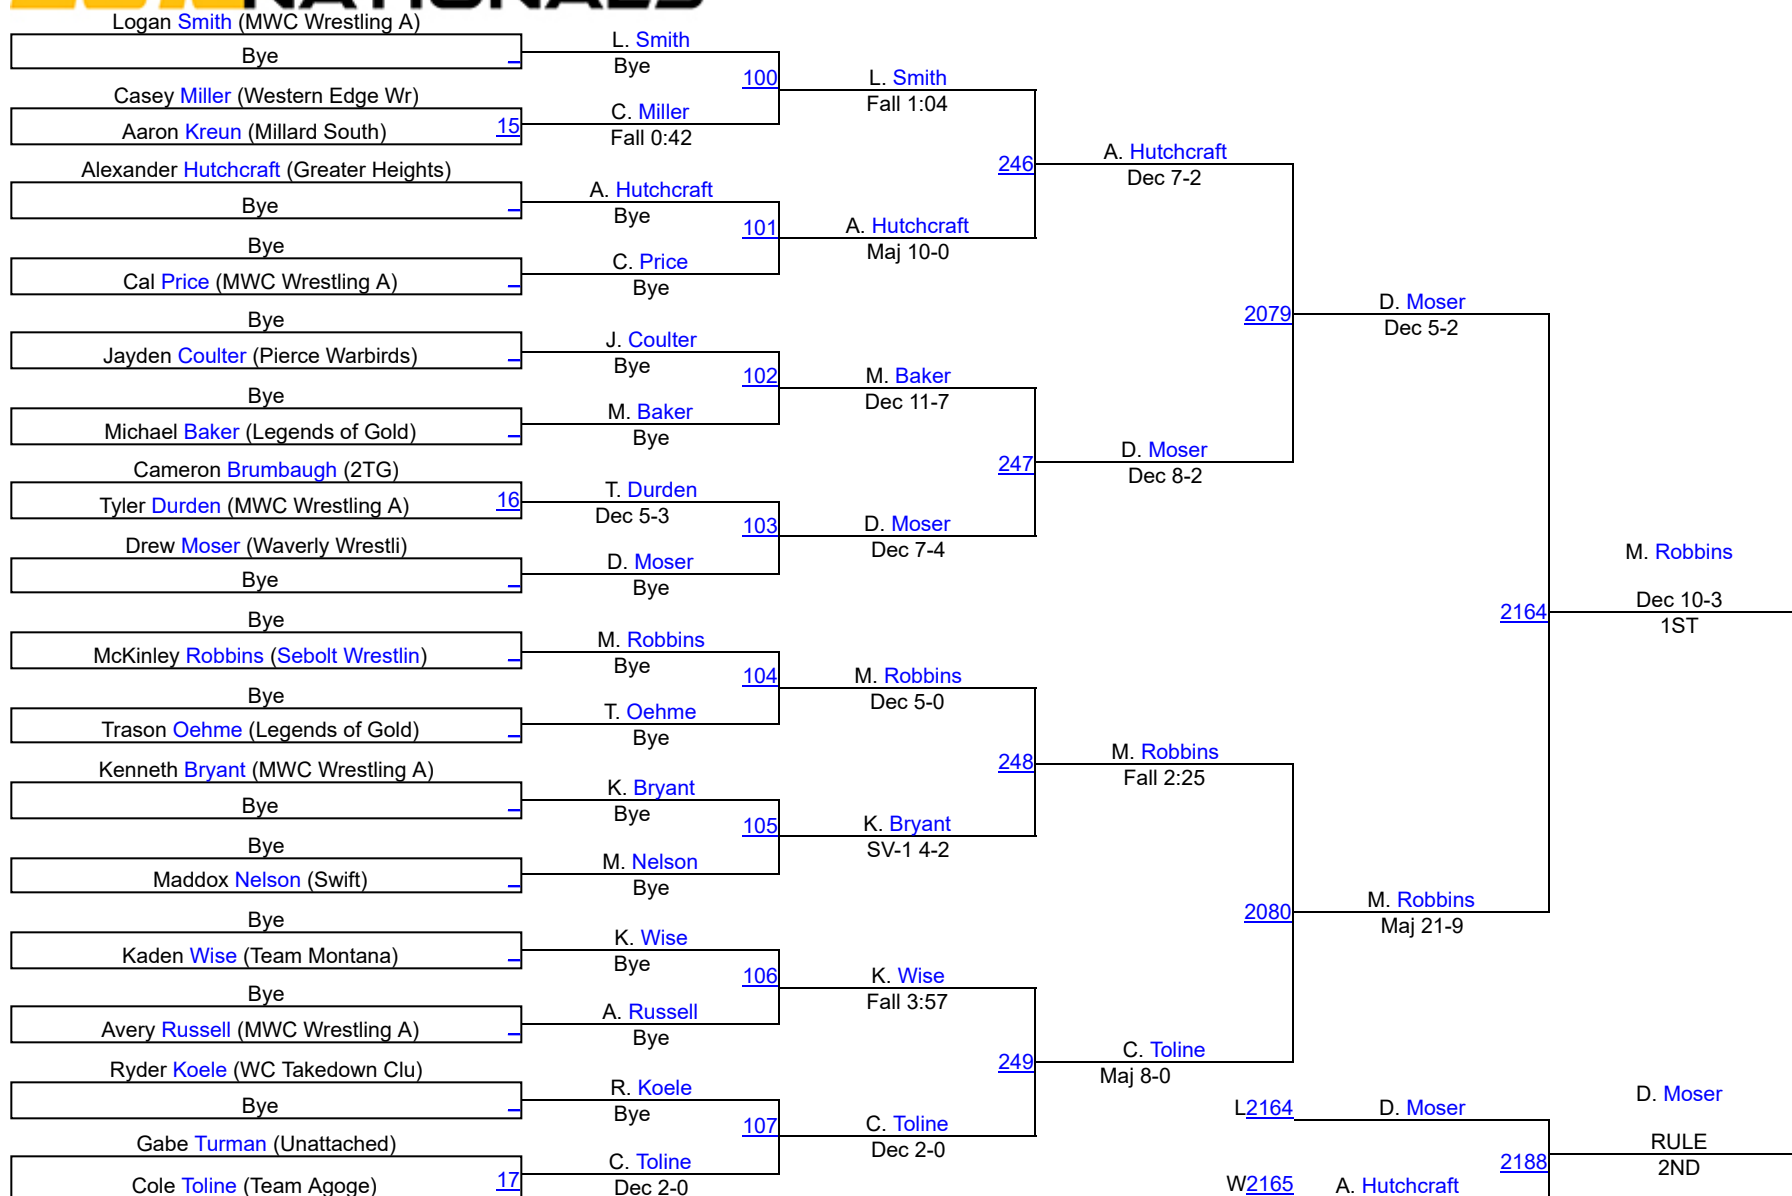 NATIONALS
Logan Smith (MWC Wrestling A)
Bye
Casey Miller (Western Edge Wr)
Aaron Kreun (Millard South)
15
Alexander Hutchcraft (Greater Heights)
Bye
Bye
Cal Price (MWC Wrestling A)
Bye
Jayden Coulter (Pierce Warbirds)
Bye
Michael Baker (Legends of Gold)
Cameron Brumbaugh (2TG)
Tyler Durden (MWC Wrestling A)
16
Drew Moser (Waverly Wrestli)
Bye
Bye
McKinley Robbins (Sebolt Wrestlin)
Bye
Trason Oehme (Legends of Gold)
Kenneth Bryant (MWC Wrestling A)
Bye
Bye
Maddox Nelson (Swift)
Bye
Kaden Wise (Team Montana)
Bye
Avery Russell (MWC Wrestling A)
Ryder Koele (WC Takedown Clu)
Bye
Gabe Turman (Unattached)
Cole Toline (Team Agoge)
17
L. Smith
Bye
100
C. Miller
Fall 0:42
A. Hutchcraft
Bye
101
C. Price
Bye
J. Coulter
Bye
102
M. Baker
Bye
T. Durden
Dec 5-3
103
D. Moser
Bye
M. Robbins
Bye
104
T. Oehme
Bye
K. Bryant
Bye
105
M. Nelson
Bye
K. Wise
Bye
106
A. Russell
Bye
R. Koele
Bye
107
C. Toline
Dec 2-0
L. Smith
Fall 1:04
246
A. Hutchcraft
Maj 10-0
M. Baker
Dec 11-7
247
D. Moser
Dec 7-4
M. Robbins
Dec 5-0
248
K. Bryant
SV-1 4-2
K. Wise
Fall 3:57
249
C. Toline
Dec 2-0
A. Hutchcraft
Dec 7-2
2079
D. Moser
Dec 8-2
M. Robbins
Fall 2:25
2080
C. Toline
Maj 8-0
D. Moser
Dec 5-2
2164
M. Robbins
Maj 21-9
M. Robbins
Dec 10-3
1ST
L2164
D. Moser
2188
W2165
A. Hutchcraft
D. Moser
RULE
2ND